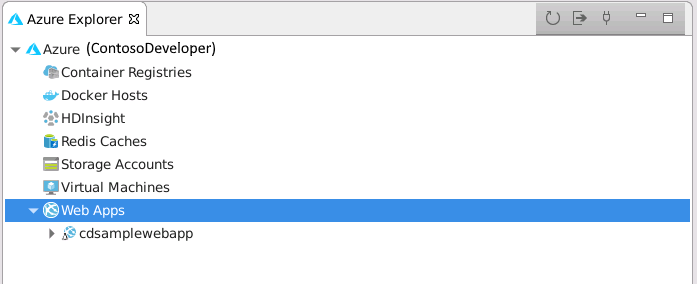 Azure Explorer
Azure (ContosoDeveloper)
Container Registries
Docker Hosts
HDInsight
Redis Caches
Storage Accounts
Virtual Machines
Web Apps
cdsamplewebapp